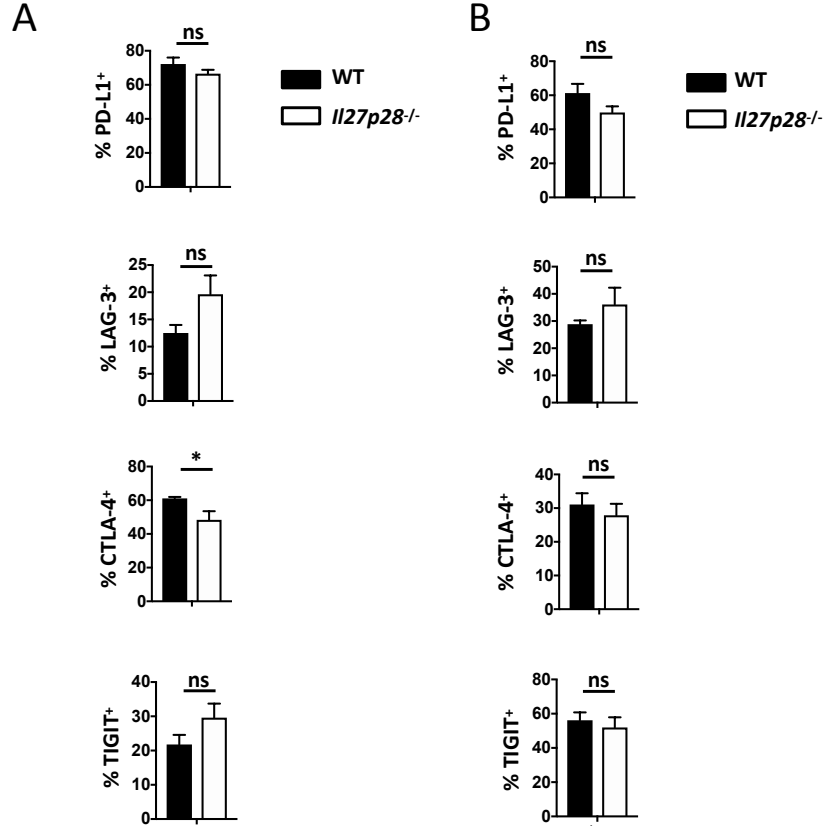 A
ns
80
60
40
20
0
% PD-L1⁺
WT
Il27p28⁻/⁻
ns
25
20
15
10
5
0
% LAG-3⁺
*
80
60
40
20
0
% CTLA-4⁺
ns
40
30
20
10
0
% TIGIT⁺
B
ns
80
60
40
20
0
% PD-L1⁺
WT
Il27p28⁻/⁻
ns
50
40
30
20
10
0
% LAG-3⁺
ns
40
30
20
10
0
% CTLA-4⁺
ns
80
60
40
20
0
% TIGIT⁺